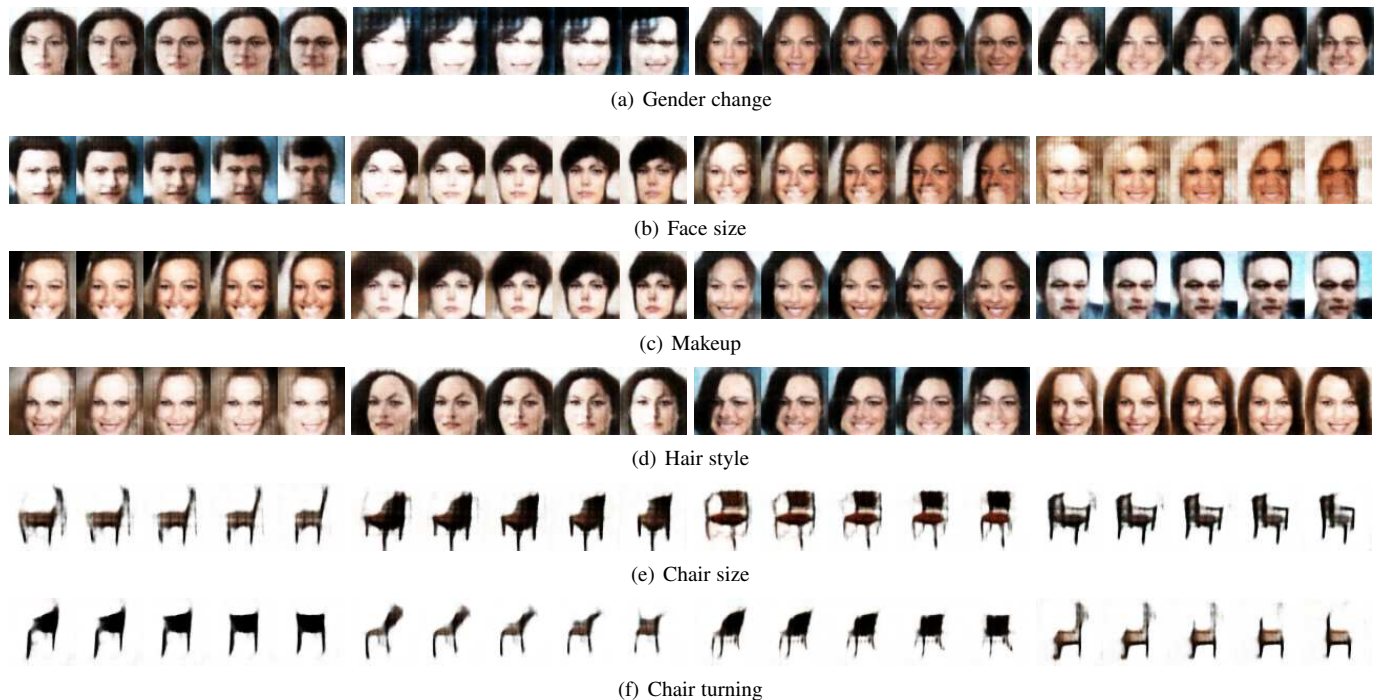 (a) Gender change
(b) Face size
(c) Makeup
(d) Hair style
(e) Chair size
(f) Chair turning